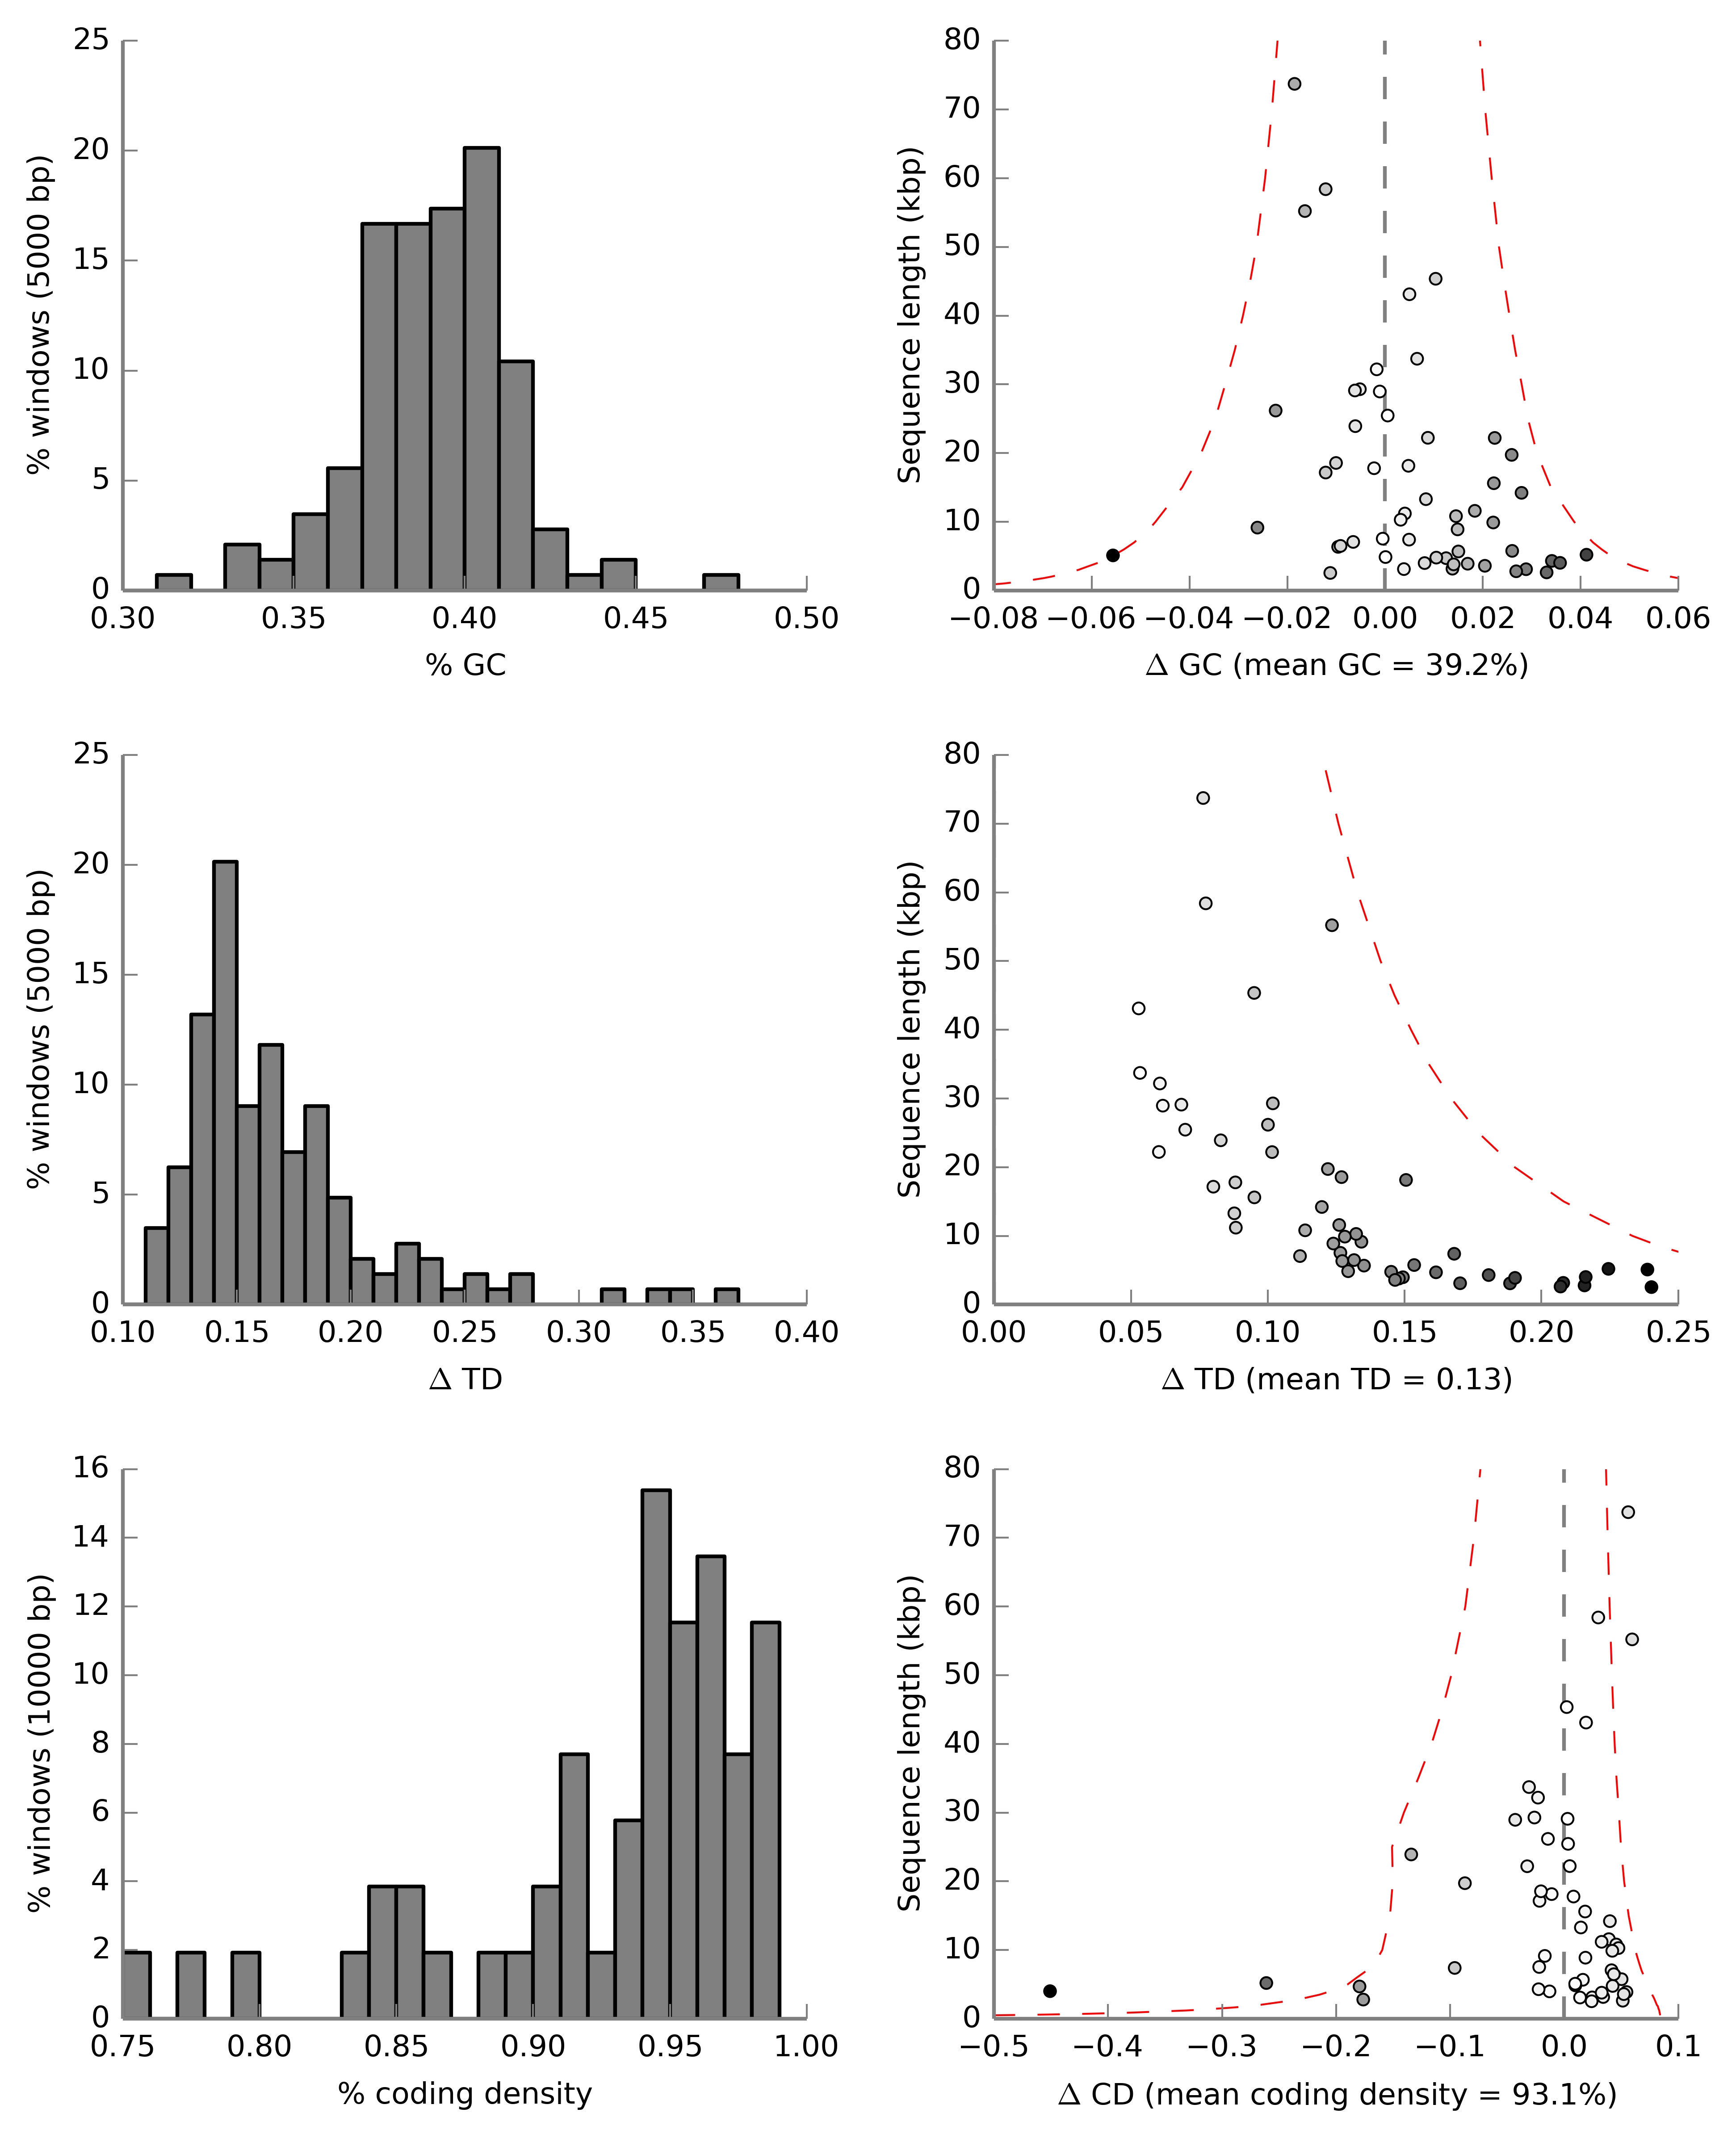 25
20
15
10
5
0
% windows (5000 bp)
0.30 0.35 0.40 0.45 0.50
% GC
80
70
60
50
40
30
20
10
0
Sequence length (kbp)
−0.08 −0.06 −0.04 −0.02 0.00 0.02 0.04 0.06
Δ GC (mean GC = 39.2%)
25
20
15
10
5
0
% windows (5000 bp)
0.10 0.15 0.20 0.25 0.30 0.35 0.40
Δ TD
80
70
60
50
40
30
20
10
0
Sequence length (kbp)
0.00 0.05 0.10 0.15 0.20 0.25
Δ TD (mean TD = 0.13)
16
14
12
10
8
6
4
2
0
% windows (10000 bp)
0.75 0.80 0.85 0.90 0.95 1.00
% coding density
80
70
60
50
40
30
20
10
0
Sequence length (kbp)
−0.5 −0.4 −0.3 −0.2 −0.1 0.0 0.1
Δ CD (mean coding density = 93.1%)